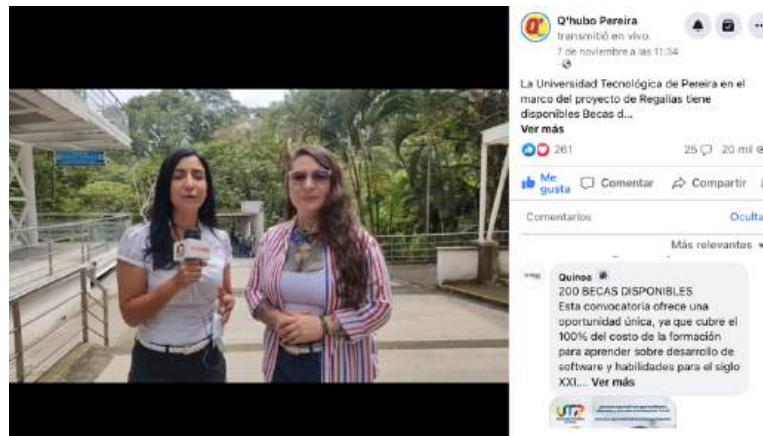 Q'hubo Pereira
transmitió en vivo.
7 de noviembre a las 11:34
La Universidad Tecnológica de Pereira en el
marco del proyecto de Regalías tiene
disponibles Becas d...
Ver más
261
25
20 mil
Me
gusta
Comentar
Compartir
Comentarios
Oculta
Más relevantes
Quinoa
200 BECAS DISPONIBLES
Esta convocatoria ofrece una
oportunidad única, ya que cubre el
100% del costo de la formación
para aprender sobre desarrollo de
software y habilidades para el siglo
XXI.... Ver más
UTP